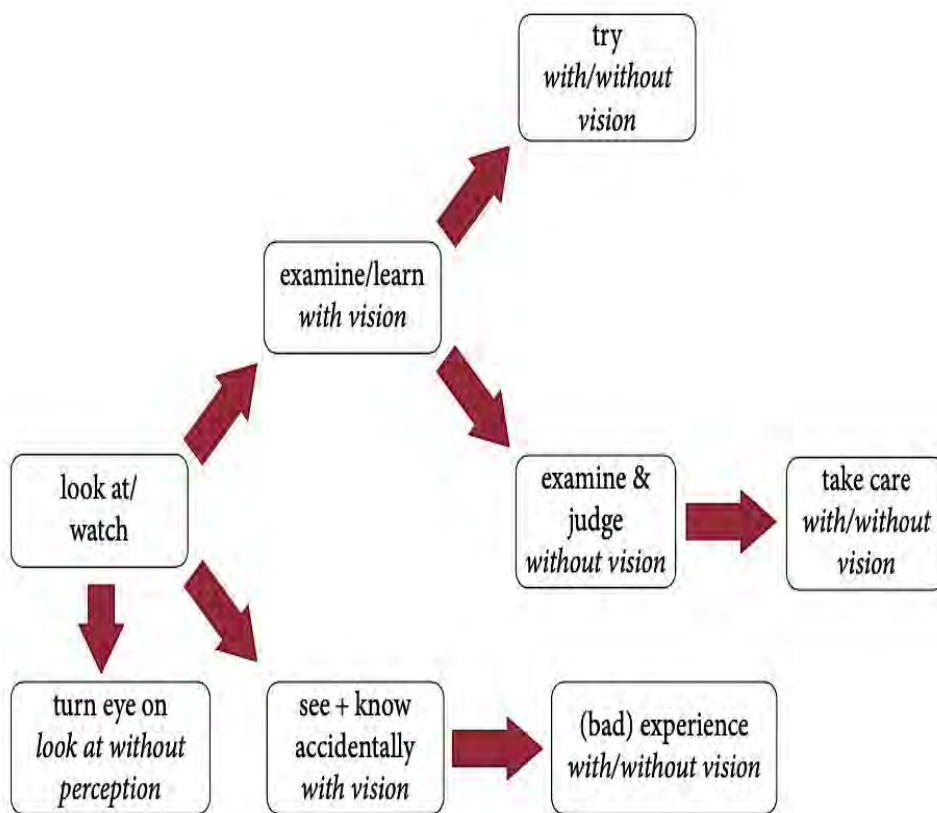 try
with/without
vision
examine/learn
with vision
look at/
watch
examine &
judge
without vision
take care
with/without
vision
turn eye on
look at without
perception
see + know
accidentally
with vision
(bad) experience
with/without vision